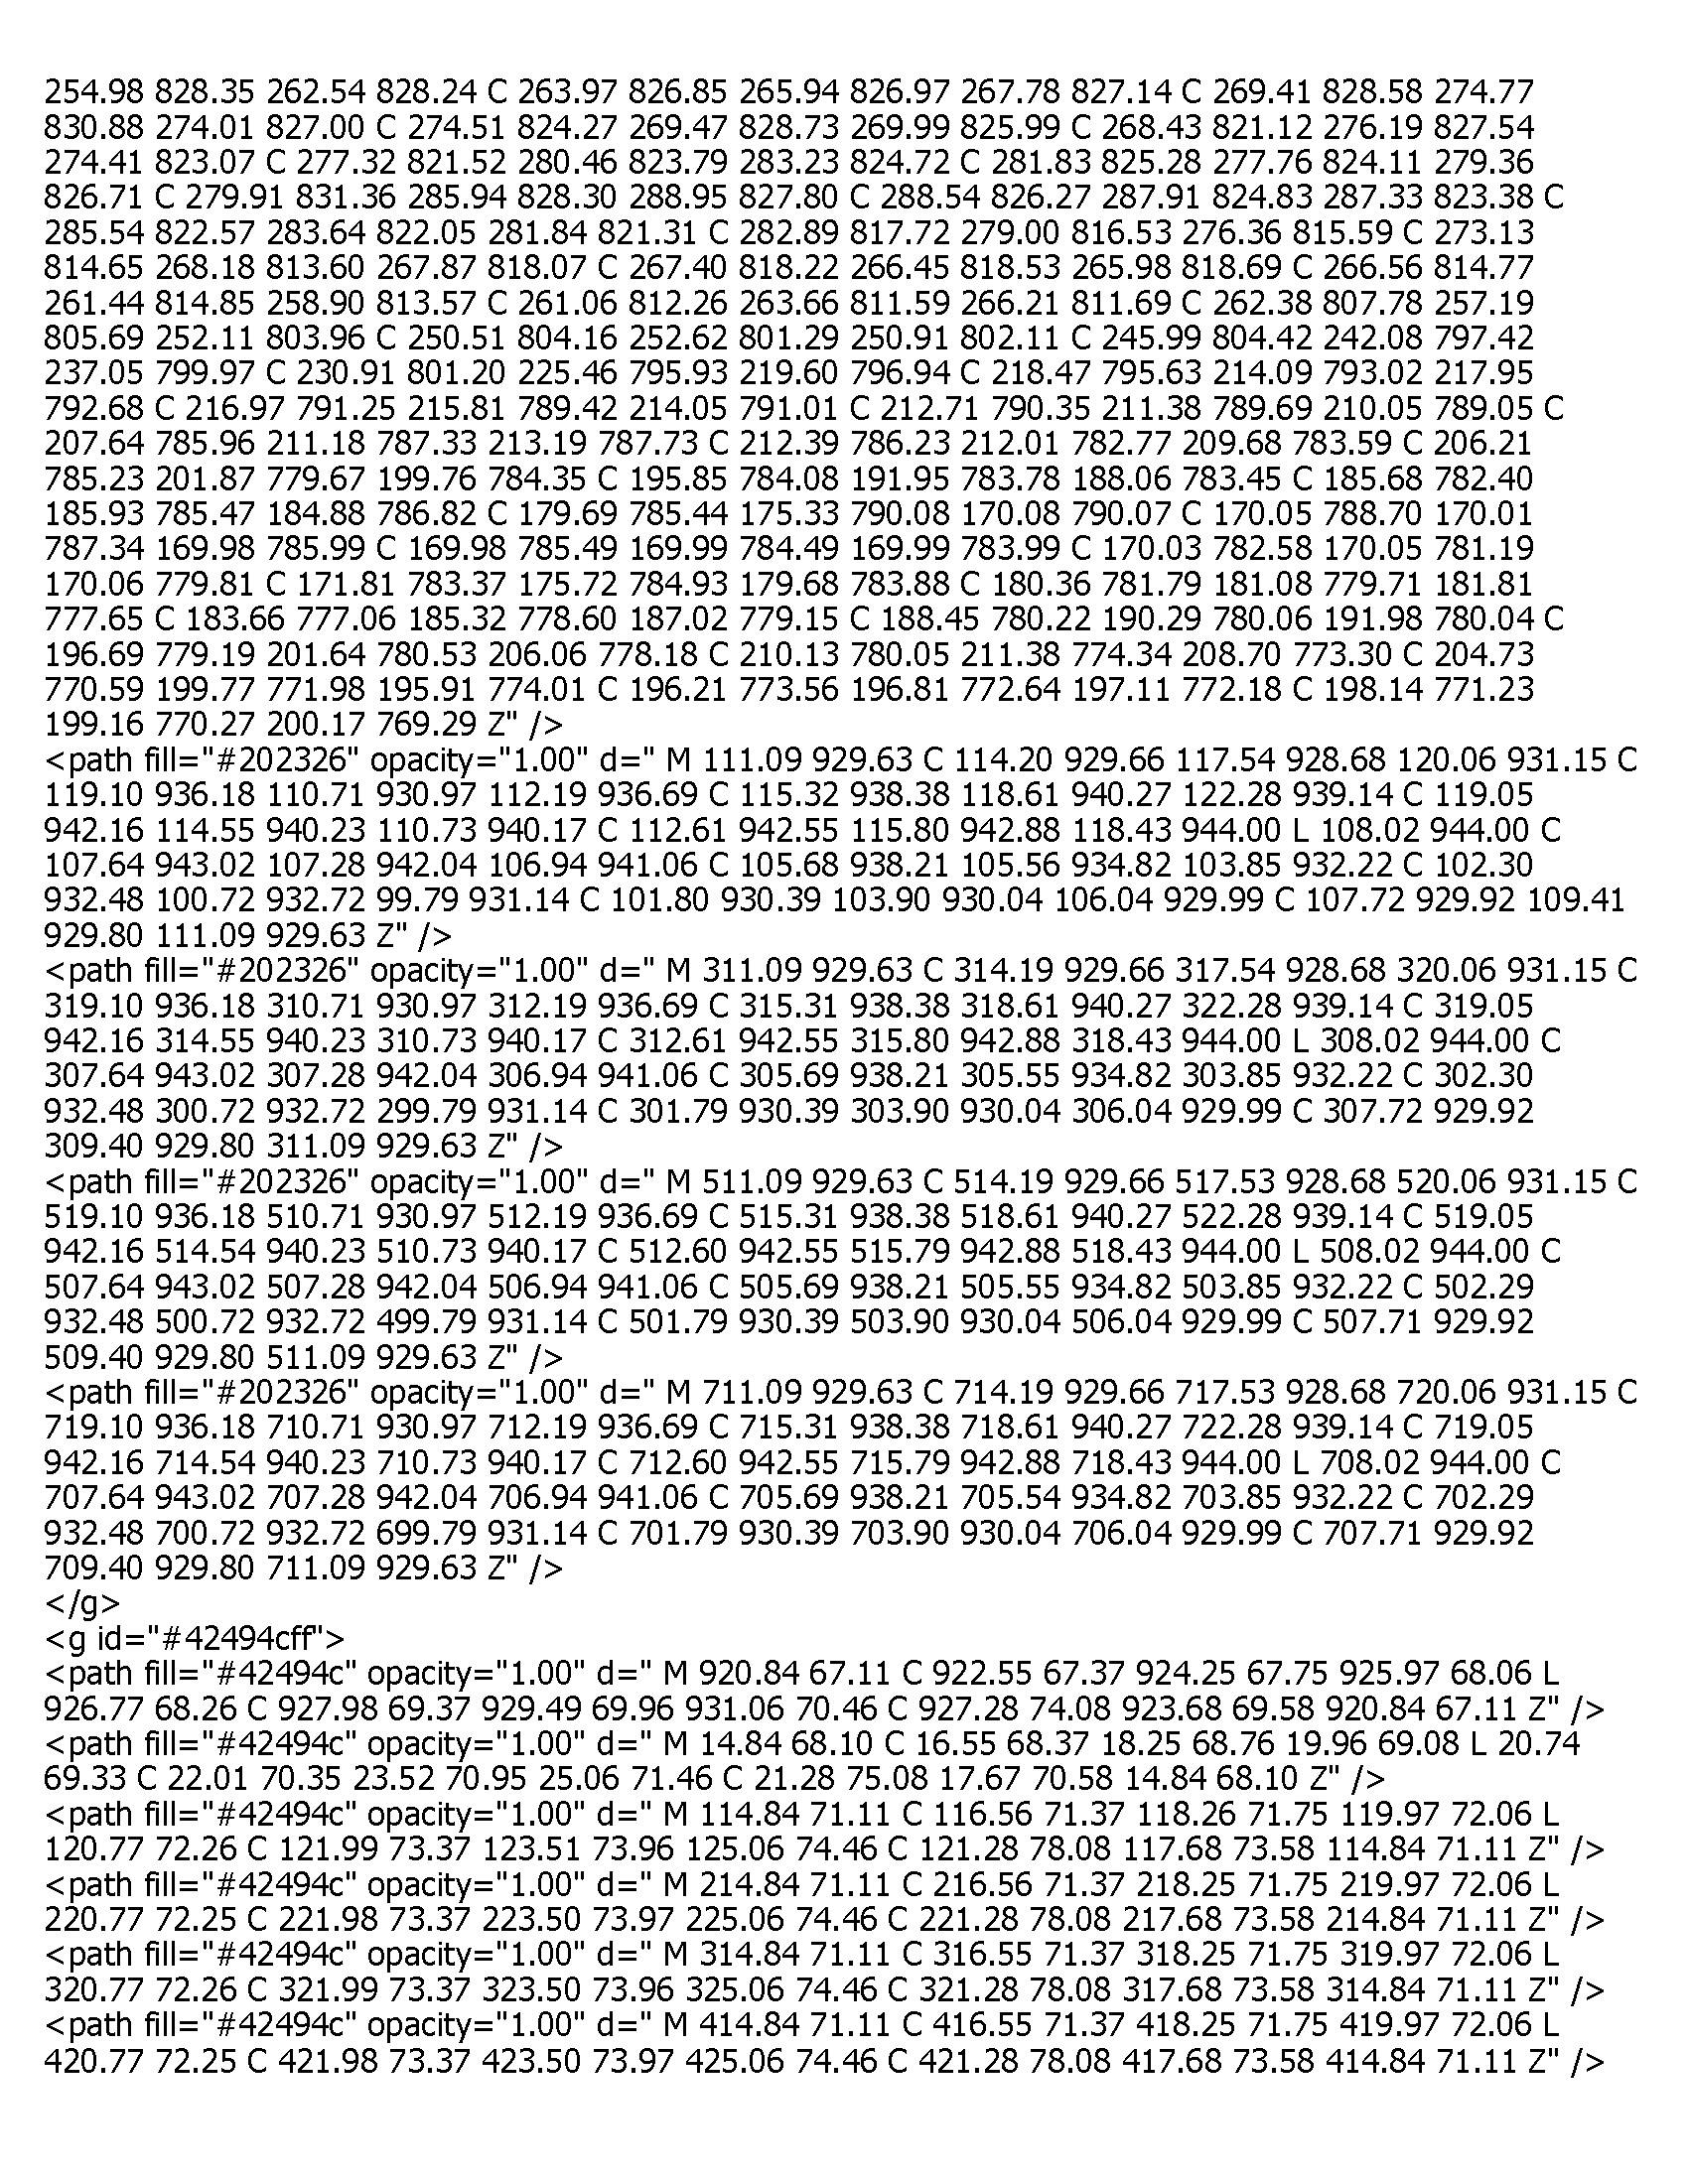 254.98 828.35 262.54 828.24 C 263.97 826.85 265.94 826.97 267.78 827.14 C 269.41 828.58 274.77
830.88 274.01 827.00 C 274.51 824.27 269.47 828.73 269.99 825.99 C 268.43 821.12 276.19 827.54
274.41 823.07 C 277.32 821.52 280.46 823.79 283.23 824.72 C 281.83 825.28 277.76 824.11 279.36
826.71 C 279.91 831.36 285.94 828.30 288.95 827.80 C 288.54 826.27 287.91 824.83 287.33 823.38 C
285.54 822.57 283.64 822.05 281.84 821.31 C 282.89 817.72 279.00 816.53 276.36 815.59 C 273.13
814.65 268.18 813.60 267.87 818.07 C 267.40 818.22 266.45 818.53 265.98 818.69 C 266.56 814.77
261.44 814.85 258.90 813.57 C 261.06 812.26 263.66 811.59 266.21 811.69 C 262.38 807.78 257.19
805.69 252.11 803.96 C 250.51 804.16 252.62 801.29 250.91 802.11 C 245.99 804.42 242.08 797.42
237.05 799.97 C 230.91 801.20 225.46 795.93 219.60 796.94 C 218.47 795.63 214.09 793.02 217.95
792.68 C 216.97 791.25 215.81 789.42 214.05 791.01 C 212.71 790.35 211.38 789.69 210.05 789.05 C
207.64 785.96 211.18 787.33 213.19 787.73 C 212.39 786.23 212.01 782.77 209.68 783.59 C 206.21
785.23 201.87 779.67 199.76 784.35 C 195.85 784.08 191.95 783.78 188.06 783.45 C 185.68 782.40
185.93 785.47 184.88 786.82 C 179.69 785.44 175.33 790.08 170.08 790.07 C 170.05 788.70 170.01
787.34 169.98 785.99 C 169.98 785.49 169.99 784.49 169.99 783.99 C 170.03 782.58 170.05 781.19
170.06 779.81 C 171.81 783.37 175.72 784.93 179.68 783.88 C 180.36 781.79 181.08 779.71 181.81
777.65 C 183.66 777.06 185.32 778.60 187.02 779.15 C 188.45 780.22 190.29 780.06 191.98 780.04 C
196.69 779.19 201.64 780.53 206.06 778.18 C 210.13 780.05 211.38 774.34 208.70 773.30 C 204.73
770.59 199.77 771.98 195.91 774.01 C 196.21 773.56 196.81 772.64 197.11 772.18 C 198.14 771.23
199.16 770.27 200.17 769.29 Z" />
<path fill="#202326" opacity="1.00" d=" M 111.09 929.63 C 114.20 929.66 117.54 928.68 120.06 931.15 C
119.10 936.18 110.71 930.97 112.19 936.69 C 115.32 938.38 118.61 940.27 122.28 939.14 C 119.05
942.16 114.55 940.23 110.73 940.17 C 112.61 942.55 115.80 942.88 118.43 944.00 L 108.02 944.00 C
107.64 943.02 107.28 942.04 106.94 941.06 C 105.68 938.21 105.56 934.82 103.85 932.22 C 102.30
932.48 100.72 932.72 99.79 931.14 C 101.80 930.39 103.90 930.04 106.04 929.99 C 107.72 929.92 109.41
929.80 111.09 929.63 Z" />
<path fill="#202326" opacity="1.00" d=" M 311.09 929.63 C 314.19 929.66 317.54 928.68 320.06 931.15 C
319.10 936.18 310.71 930.97 312.19 936.69 C 315.31 938.38 318.61 940.27 322.28 939.14 C 319.05
942.16 314.55 940.23 310.73 940.17 C 312.61 942.55 315.80 942.88 318.43 944.00 L 308.02 944.00 C
307.64 943.02 307.28 942.04 306.94 941.06 C 305.69 938.21 305.55 934.82 303.85 932.22 C 302.30
932.48 300.72 932.72 299.79 931.14 C 301.79 930.39 303.90 930.04 306.04 929.99 C 307.72 929.92
309.40 929.80 311.09 929.63 Z" />
<path fill="#202326" opacity="1.00" d=" M 511.09 929.63 C 514.19 929.66 517.53 928.68 520.06 931.15 C
519.10 936.18 510.71 930.97 512.19 936.69 C 515.31 938.38 518.61 940.27 522.28 939.14 C 519.05
942.16 514.54 940.23 510.73 940.17 C 512.60 942.55 515.79 942.88 518.43 944.00 L 508.02 944.00 C
507.64 943.02 507.28 942.04 506.94 941.06 C 505.69 938.21 505.55 934.82 503.85 932.22 C 502.29
932.48 500.72 932.72 499.79 931.14 C 501.79 930.39 503.90 930.04 506.04 929.99 C 507.71 929.92
509.40 929.80 511.09 929.63 Z" />
<path fill="#202326" opacity="1.00" d=" M 711.09 929.63 C 714.19 929.66 717.53 928.68 720.06 931.15 C
719.10 936.18 710.71 930.97 712.19 936.69 C 715.31 938.38 718.61 940.27 722.28 939.14 C 719.05
942.16 714.54 940.23 710.73 940.17 C 712.60 942.55 715.79 942.88 718.43 944.00 L 708.02 944.00 C
707.64 943.02 707.28 942.04 706.94 941.06 C 705.69 938.21 705.54 934.82 703.85 932.22 C 702.29
932.48 700.72 932.72 699.79 931.14 C 701.79 930.39 703.90 930.04 706.04 929.99 C 707.71 929.92
709.40 929.80 711.09 929.63 Z" />
</g>
<g id="#42494cff">
<path fill="#42494c" opacity="1.00" d=" M 920.84 67.11 C 922.55 67.37 924.25 67.75 925.97 68.06 L
926.77 68.26 C 927.98 69.37 929.49 69.96 931.06 70.46 C 927.28 74.08 923.68 69.58 920.84 67.11 Z" />
<path fill="#42494c" opacity="1.00" d=" M 14.84 68.10 C 16.55 68.37 18.25 68.76 19.96 69.08 L 20.74
69.33 C 22.01 70.35 23.52 70.95 25.06 71.46 C 21.28 75.08 17.67 70.58 14.84 68.10 Z" />
<path fill="#42494c" opacity="1.00" d=" M 114.84 71.11 C 116.56 71.37 118.26 71.75 119.97 72.06 L
120.77 72.26 C 121.99 73.37 123.51 73.96 125.06 74.46 C 121.28 78.08 117.68 73.58 114.84 71.11 Z" />
<path fill="#42494c" opacity="1.00" d=" M 214.84 71.11 C 216.56 71.37 218.25 71.75 219.97 72.06 L
220.77 72.25 C 221.98 73.37 223.50 73.97 225.06 74.46 C 221.28 78.08 217.68 73.58 214.84 71.11 Z" />
<path fill="#42494c" opacity="1.00" d=" M 314.84 71.11 C 316.55 71.37 318.25 71.75 319.97 72.06 L
320.77 72.26 C 321.99 73.37 323.50 73.96 325.06 74.46 C 321.28 78.08 317.68 73.58 314.84 71.11 Z" />
<path fill="#42494c" opacity="1.00" d=" M 414.84 71.11 C 416.55 71.37 418.25 71.75 419.97 72.06 L
420.77 72.25 C 421.98 73.37 423.50 73.97 425.06 74.46 C 421.28 78.08 417.68 73.58 414.84 71.11 Z" />